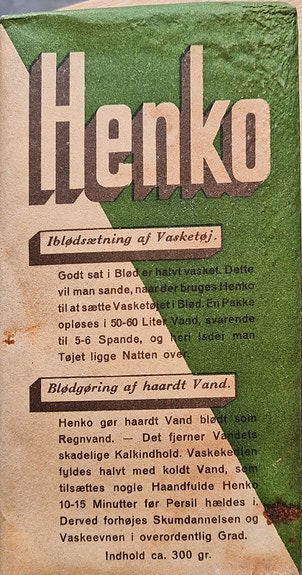 Henko
Iblødsætning af Vasketøj.
Godt sat i Blød er halvt vasket. Dette
vil man sande, naar der bruges Henko
til at sætte Vasketøjet i Blød. En Pakke
opløses i 50-60 Liter Vand, svarende
til 5-6 Spande, og heri lader man
Tøjet ligge Natten over.
Blødgøring af haardt Vand.
Henko gør haardt Vand blødt som
Regnvand. — Det fjerner Vandets
skadelige Kalkindhold. Vaskekedlen
fyldes halvt med koldt Vand, som
tilsættes nogle Haandfulde Henko
10-15 Minutter før Persil hældes i.
Derved forhøjes Skumdannelsen og
Vaskeevnen i overordentlig Grad.
Indhold ca. 300 gr.